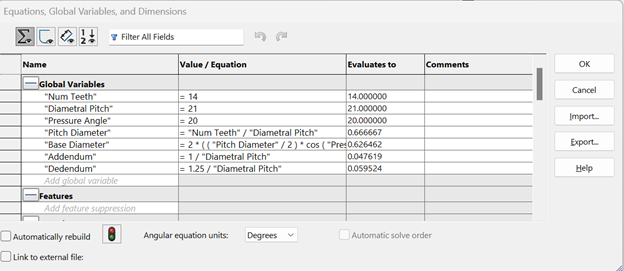 Equations, Global Variables, and Dimensions
Filter All Fields
Name Value / Equation Evaluates to Comments
Global Variables
"Num Teeth" = 14 14.000000
"Diametral Pitch" = 21 21.000000
"Pressure Angle" = 20 20.000000
"Pitch Diameter" = "Num Teeth" / "Diametral Pitch" 0.666667
"Base Diameter" = 2 * ( ( "Pitch Diameter" / 2 ) * cos ( "Pres 0.626462
"Addendum" = 1 / "Diametral Pitch" 0.047619
"Dedendum" = 1.25 / "Diametral Pitch" 0.059524
Add global variable
Features
Add feature suppression
OK
Cancel
Import...
Export...
Help
Automatically rebuild Angular equation units: Degrees Automatic solve order
Link to external file: